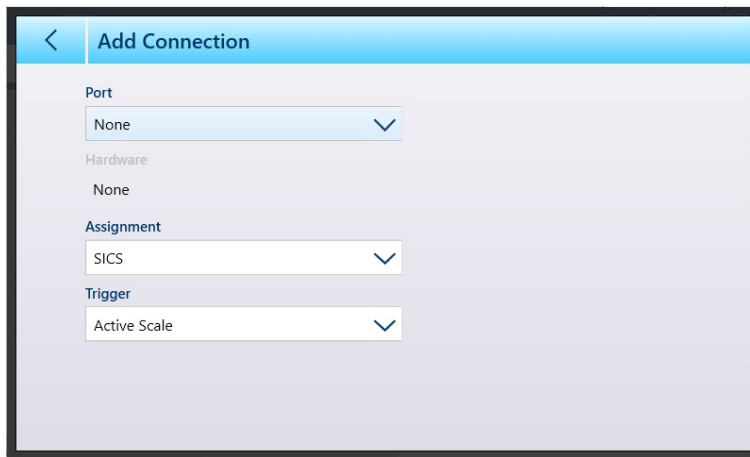 Add Connection
Port
None
Hardware
None
Assignment
SICS
Trigger
Active Scale